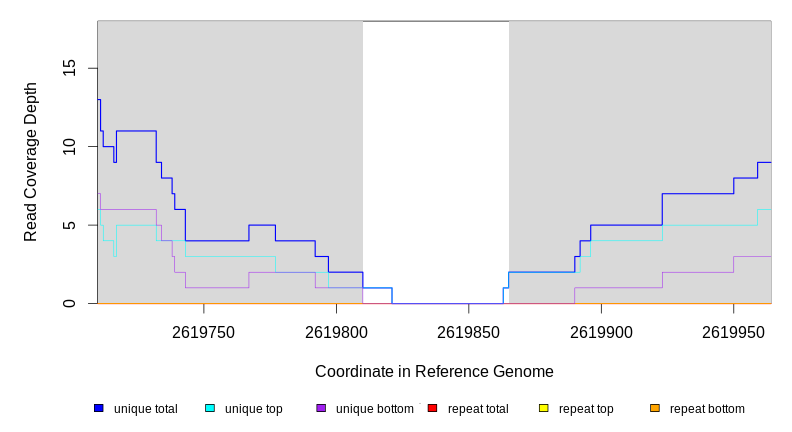 Read Coverage Depth
15
10
5
0
2619750 2619800 2619850 2619900 2619950
Coordinate in Reference Genome
unique total unique top unique bottom repeat total repeat top repeat bottom